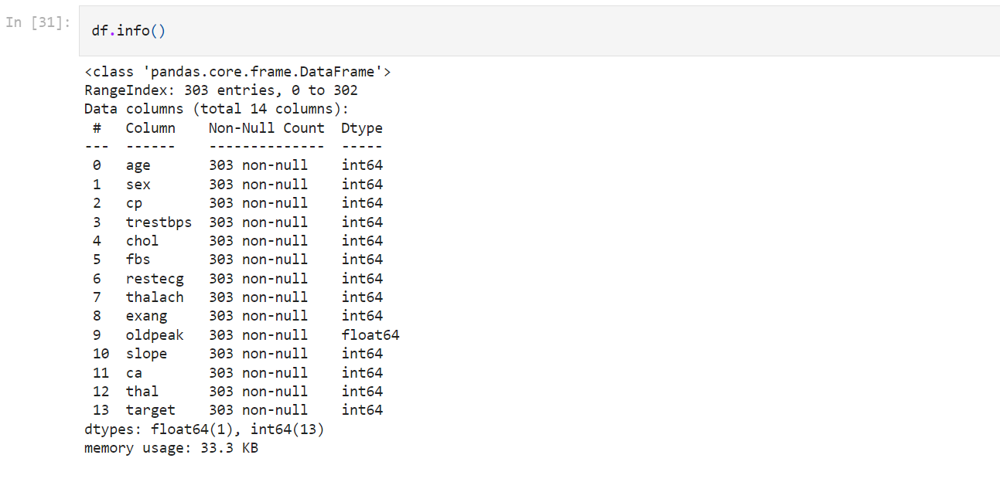 In [31]:
df.info()
<class 'pandas.core.frame.DataFrame'>
RangeIndex: 303 entries, 0 to 302
Data columns (total 14 columns):
 #   Column    Non-Null Count  Dtype
---  ------    --------------  -----
 0   age       303 non-null    int64
 1   sex       303 non-null    int64
 2   cp        303 non-null    int64
 3   trestbps  303 non-null    int64
 4   chol      303 non-null    int64
 5   fbs       303 non-null    int64
 6   restecg   303 non-null    int64
 7   thalach   303 non-null    int64
 8   exang     303 non-null    int64
 9   oldpeak   303 non-null    float64
 10  slope     303 non-null    int64
 11  ca        303 non-null    int64
 12  thal      303 non-null    int64
 13  target    303 non-null    int64
dtypes: float64(1), int64(13)
memory usage: 33.3 KB